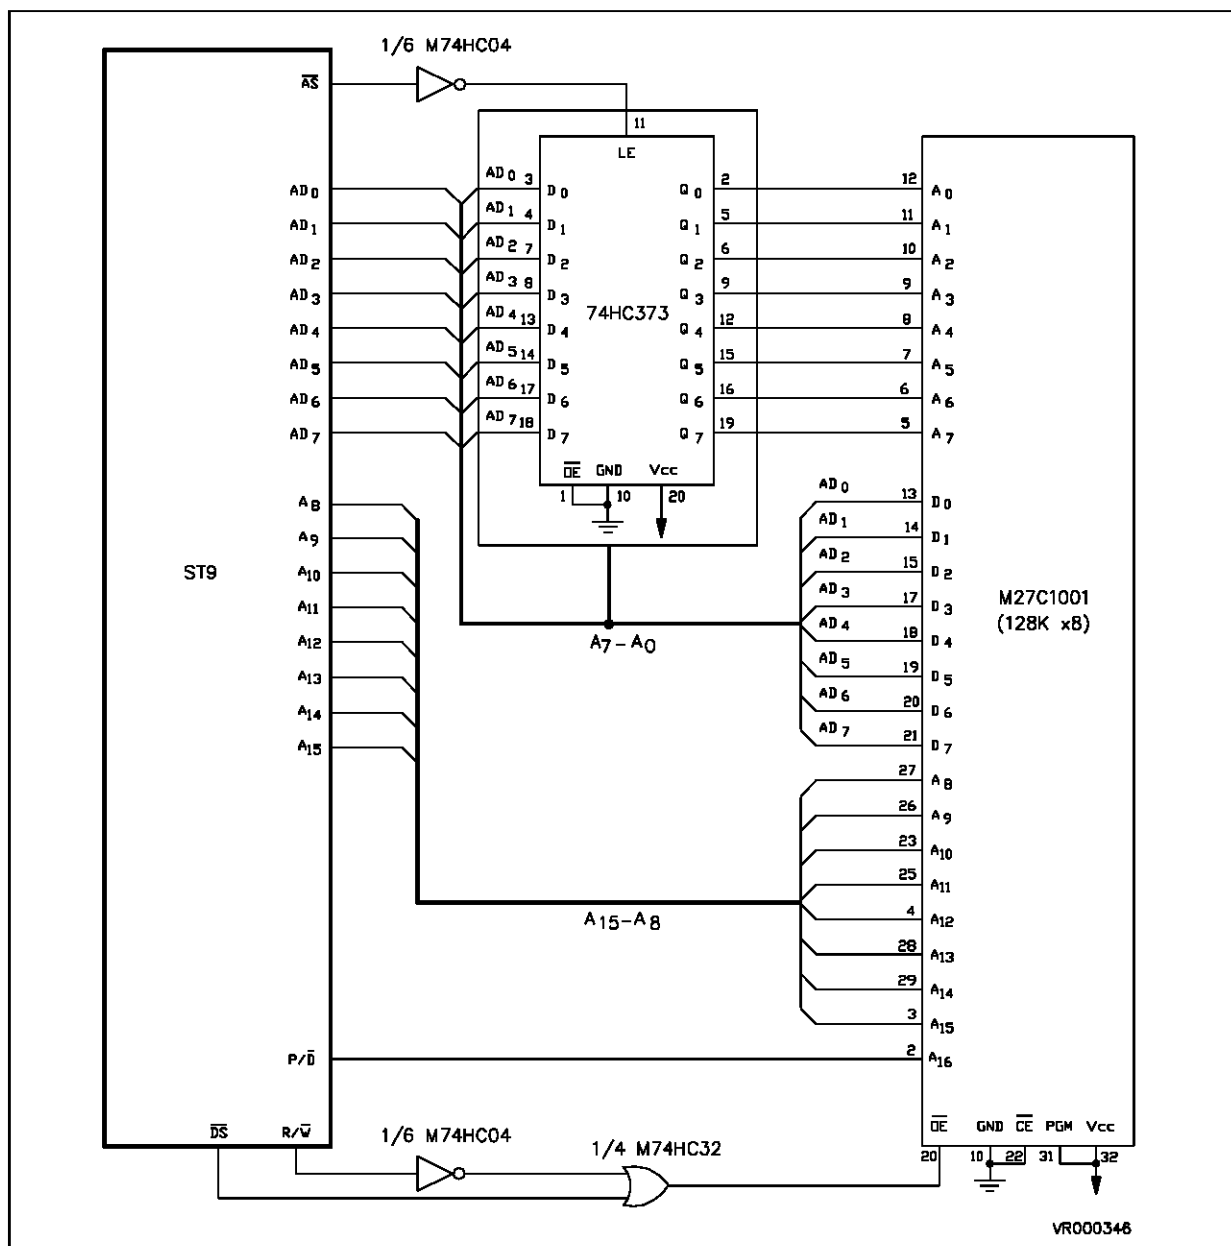 1/6 M74HC04
AS
11
LE
AD0 AD0 3 D0 Q0 2 12 A0
AD1 AD1 4 D1 Q1 5 11 A1
AD2 AD2 7 D2 Q2 6 10 A2
AD3 AD3 8 D3 Q3 9 9 A3
74HC373
AD4 AD4 13 D4 Q4 12 8 A4
AD5 AD5 14 D5 Q5 15 7 A5
AD6 AD6 17 D6 Q6 16 6 A6
AD7 AD7 18 D7 Q7 19 5 A7
OE GND Vcc
1 10 20
ST9
A8
A9
A10
A11
A12
A13
A14
A15
A7-A0
AD0 13 D0
AD1 14 D1
AD2 15 D2
AD3 17 D3
AD4 18 D4
AD5 19 D5
AD6 20 D6
AD7 21 D7
M27C1001
(128K x8)
27 A8
26 A9
23 A10
25 A11
4 A12
28 A13
29 A14
3 A15
A15-A8
P/D 2 A16
DS R/W
OE GND CE PGM Vcc
20 10 22 31 32
1/6 M74HC04
1/4 M74HC32
VR000346